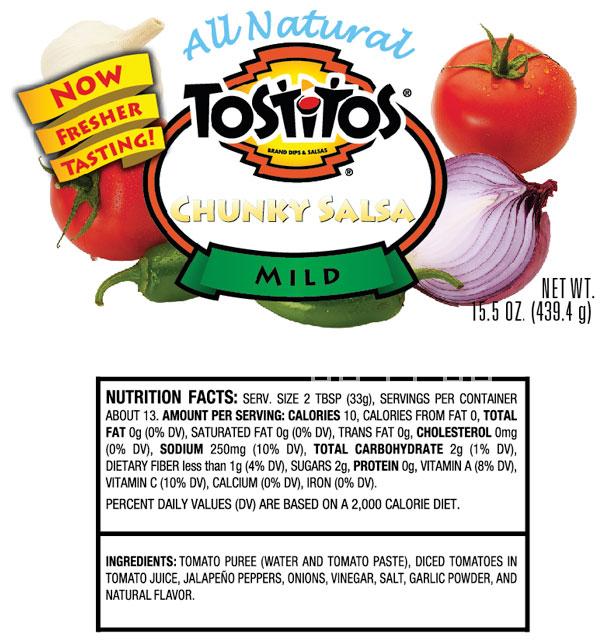 All Natural
NOW
FRESHER
TASTING!
TOSTITOS®
BRAND DIPS & SALSAS
®
CHUNKY SALSA
MILD
NET WT.
15.5 OZ. (439.4 g)
NUTRITION FACTS: SERV. SIZE 2 TBSP (33g), SERVINGS PER CONTAINER
ABOUT 13. AMOUNT PER SERVING: CALORIES 10, CALORIES FROM FAT 0, TOTAL
FAT 0g (0% DV), SATURATED FAT 0g (0% DV), TRANS FAT 0g, CHOLESTEROL 0mg
(0% DV), SODIUM 250mg (10% DV), TOTAL CARBOHYDRATE 2g (1% DV),
DIETARY FIBER less than 1g (4% DV), SUGARS 2g, PROTEIN 0g, VITAMIN A (8% DV),
VITAMIN C (10% DV), CALCIUM (0% DV), IRON (0% DV).
PERCENT DAILY VALUES (DV) ARE BASED ON A 2,000 CALORIE DIET.
INGREDIENTS: TOMATO PUREE (WATER AND TOMATO PASTE), DICED TOMATOES IN
TOMATO JUICE, JALAPEÑO PEPPERS, ONIONS, VINEGAR, SALT, GARLIC POWDER, AND
NATURAL FLAVOR.